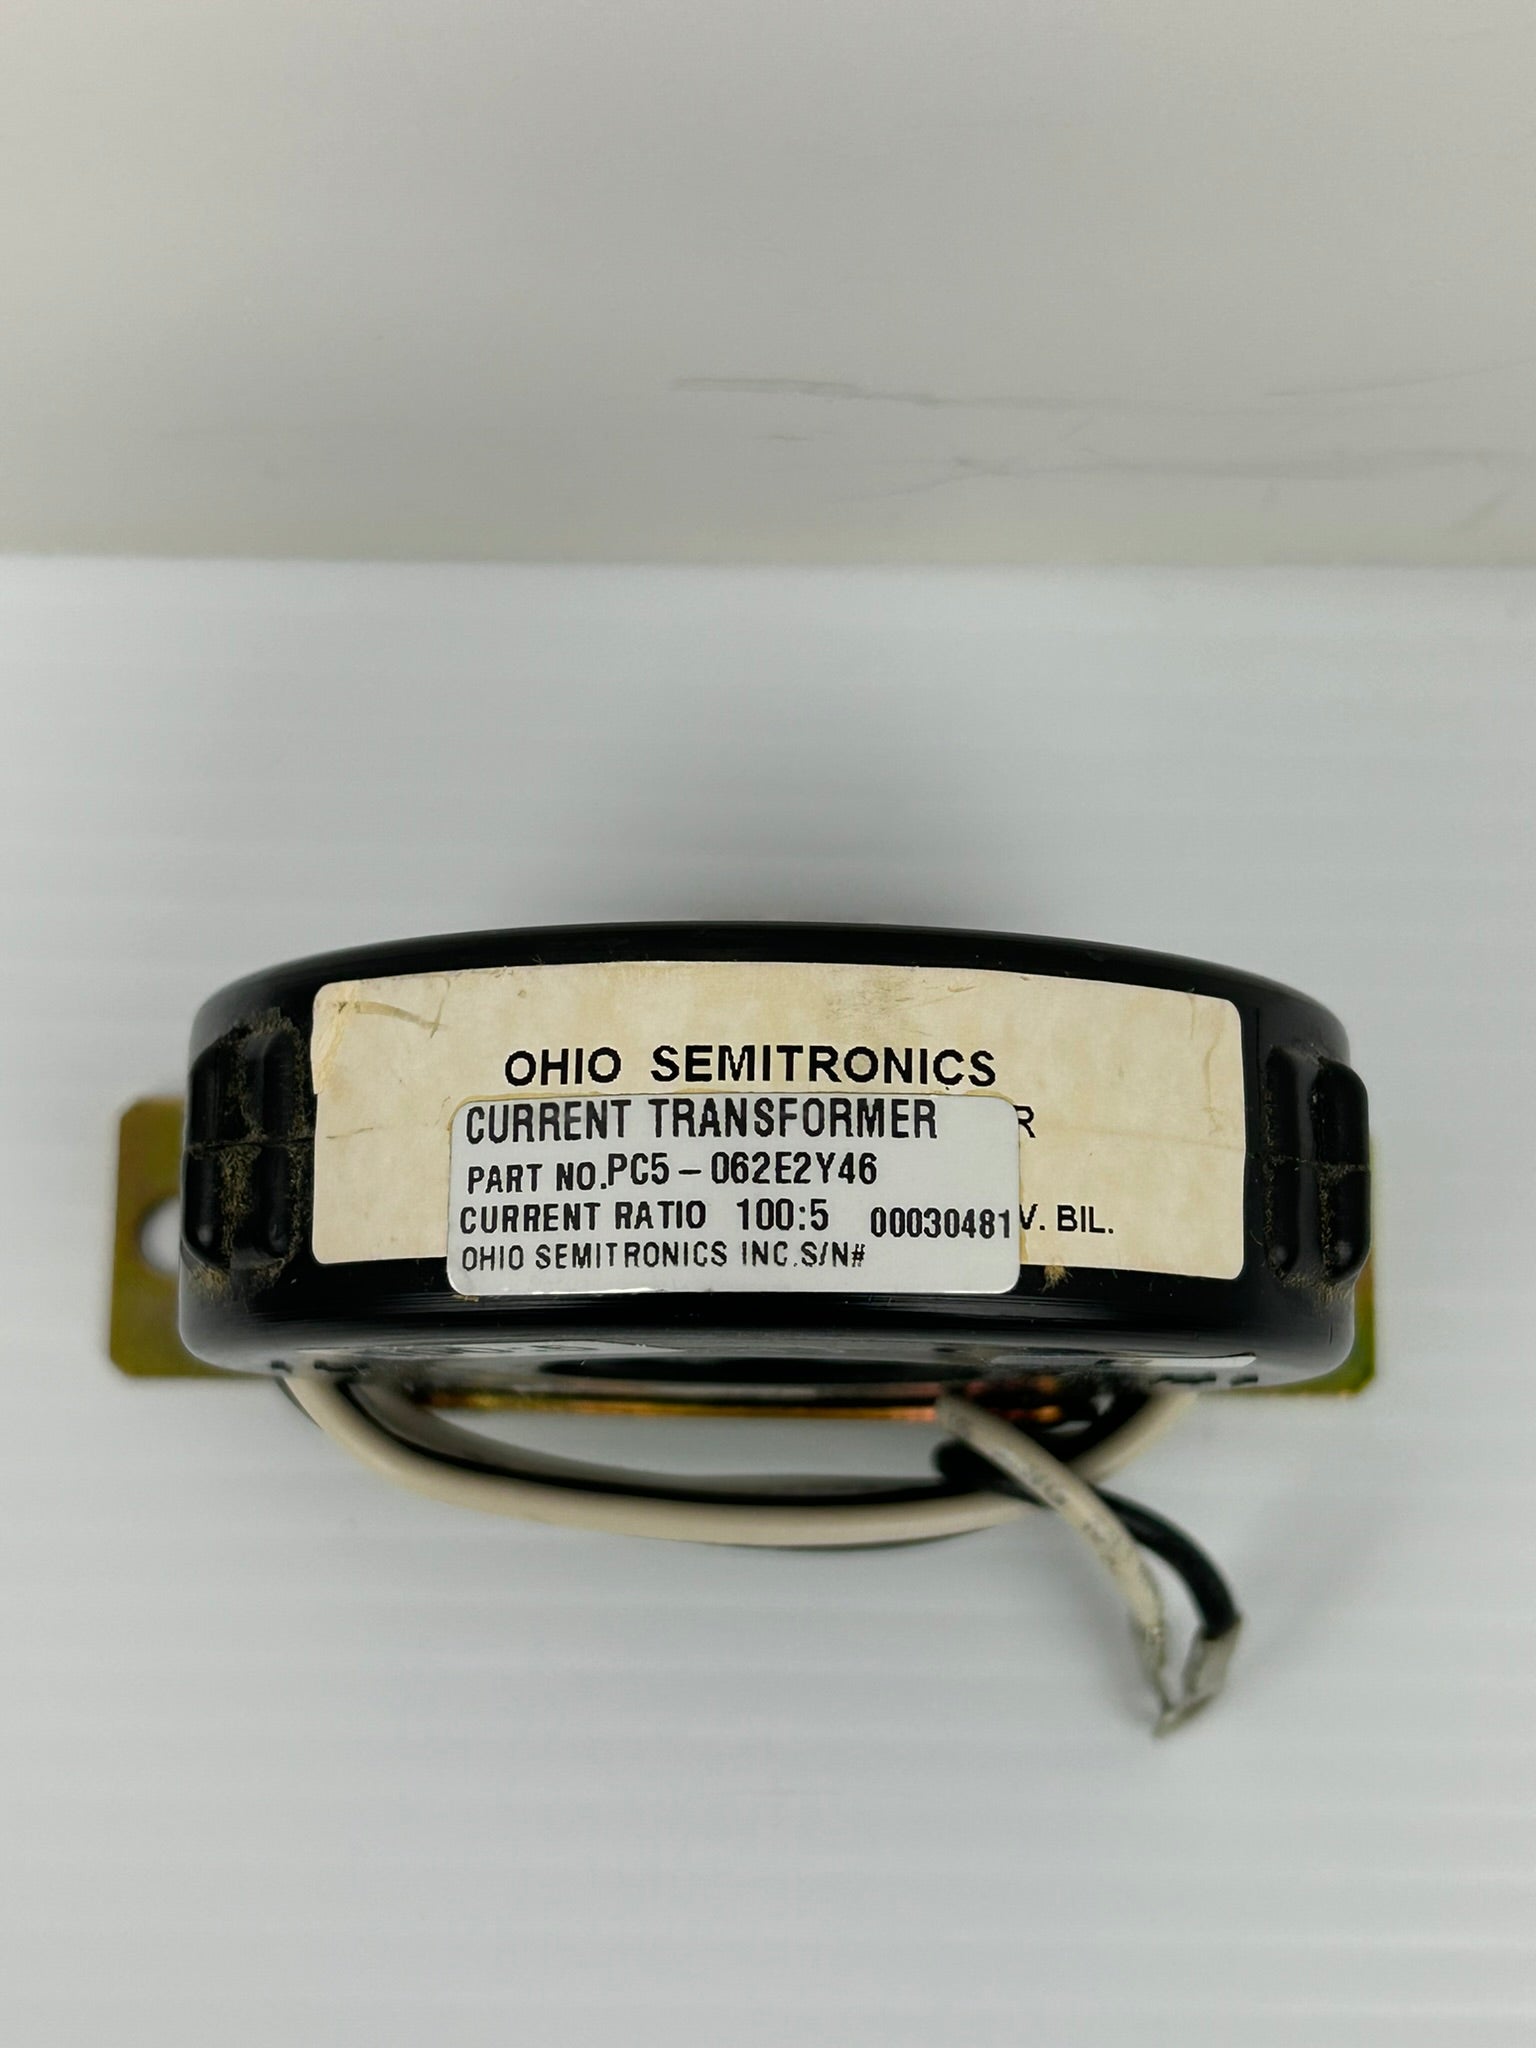 OHIO SEMITRONICS
CURRENT TRANSFORMER R
PART NO.PC5-062E2Y46
CURRENT RATIO 100:5 00030481 V. BIL.
OHIO SEMITRONICS INC.S/N#